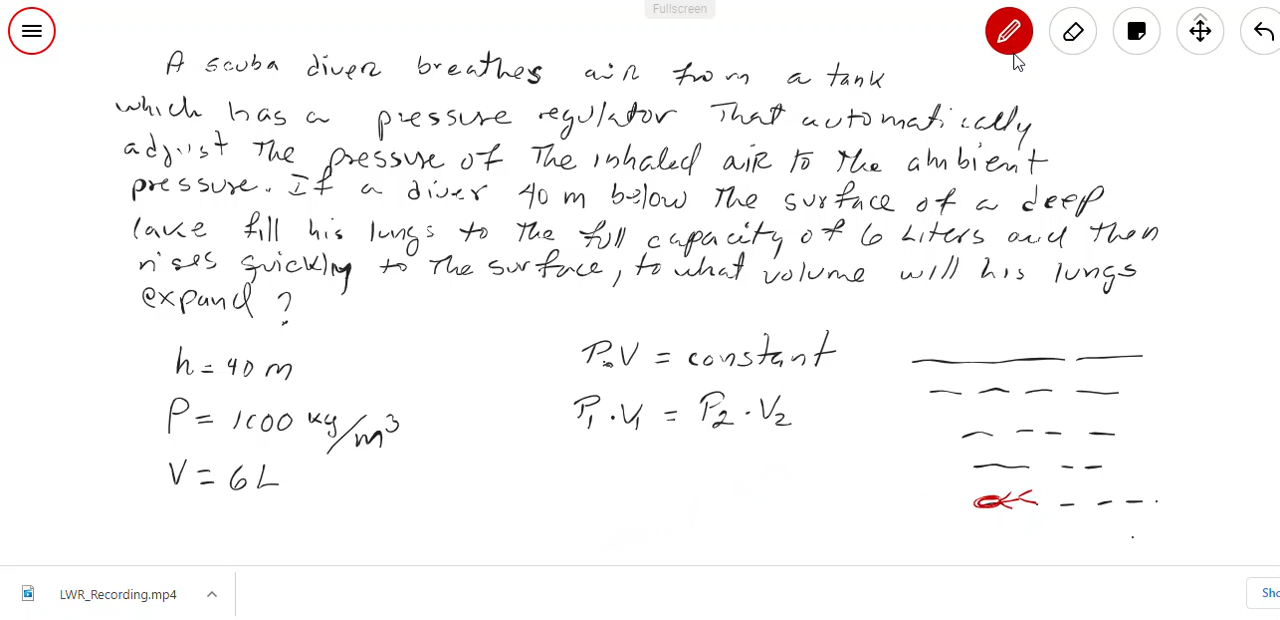 Fullscreen
A scuba diver breathes air from a tank
which has a pressure regulator That automatically
adjust The pressure of The inhaled air to The ambient
pressure. If a diver 40 m below The surface of a deep
lake fill his lungs to The full capacity of 6 Liters and Then
rises quickly to The surface, to what volume will his lungs
expand?
h = 40 m
P.V = constant
ρ = 1000 kg/m³
P₁ · V₁ = P₂ · V₂
V = 6L
LWR_Recording.mp4
Sho